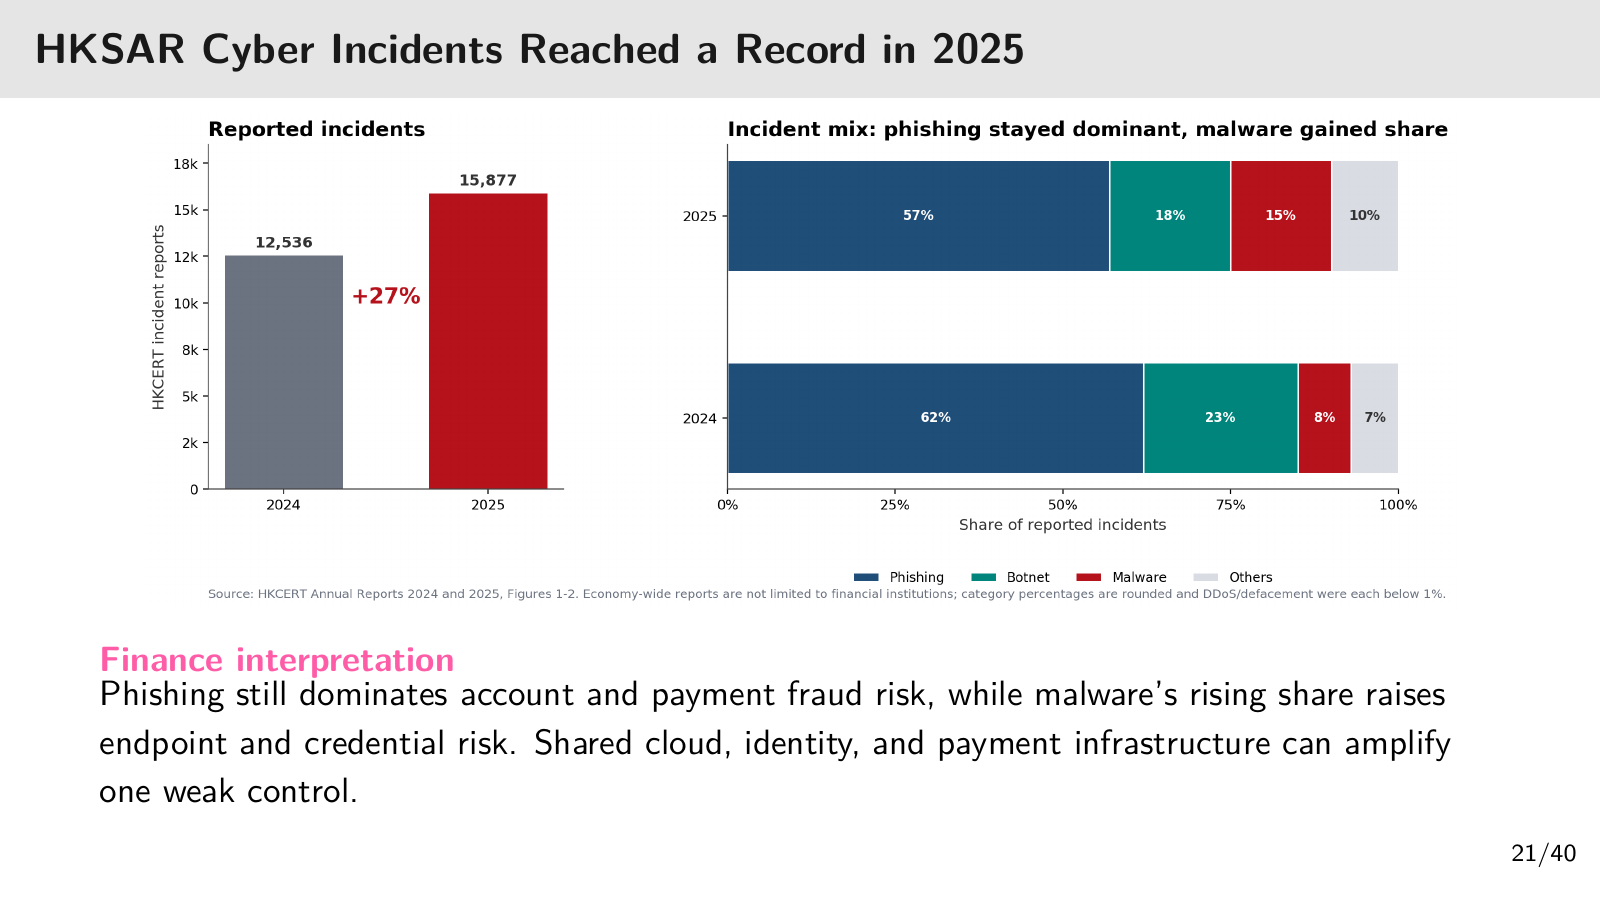 HKSAR Cyber Incidents Reached a Record in 2025
Reported incidents
HKCERT incident reports
18k
15k
12k
10k
8k
5k
2k
0
12,536
15,877
+27%
2024
2025
Incident mix: phishing stayed dominant, malware gained share
2025
57%
18%
15%
10%
2024
62%
23%
8%
7%
0%
25%
50%
75%
100%
Share of reported incidents
Phishing
Botnet
Malware
Others
Source: HKCERT Annual Reports 2024 and 2025, Figures 1-2. Economy-wide reports are not limited to financial institutions; category percentages are rounded and DDoS/defacement were each below 1%.
Finance interpretation
Phishing still dominates account and payment fraud risk, while malware's rising share raises
endpoint and credential risk. Shared cloud, identity, and payment infrastructure can amplify
one weak control.
21/40